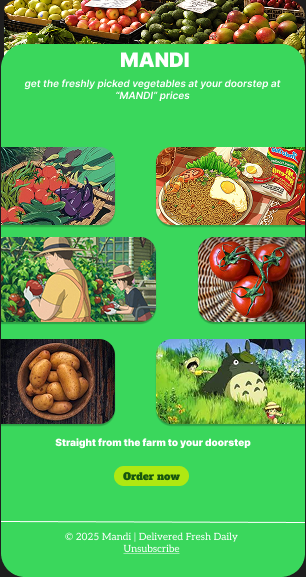 MANDI
get the freshly picked vegetables at your doorstep at
"MANDI" prices
Straight from the farm to your doorstep
Order now
© 2025 Mandi | Delivered Fresh Daily
Unsubscribe